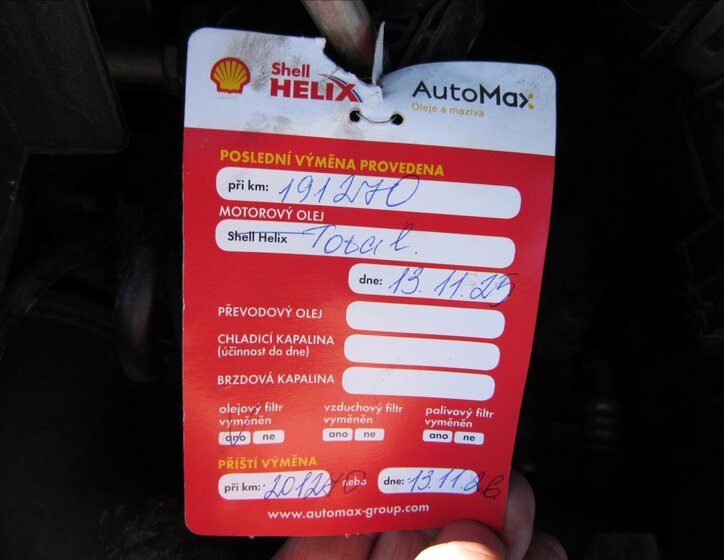 Shell
HELIX
AutoMax
Oleje a maziva
POSLEDNÍ VÝMĚNA PROVEDENA
při km: 191270
MOTOROVÝ OLEJ
Shell Helix Total.
dne: 13.11.25
PŘEVODOVÝ OLEJ
CHLADICÍ KAPALINA
(účinnost do dne)
BRZDOVÁ KAPALINA
olejový filtr vzduchový filtr palivový filtr
vyměněn vyměněn vyměněn
ano ne ano ne ano ne
PŘÍŠTÍ VÝMĚNA
při km: 201270 nebo dne: 13.11.26
www.automax-group.com